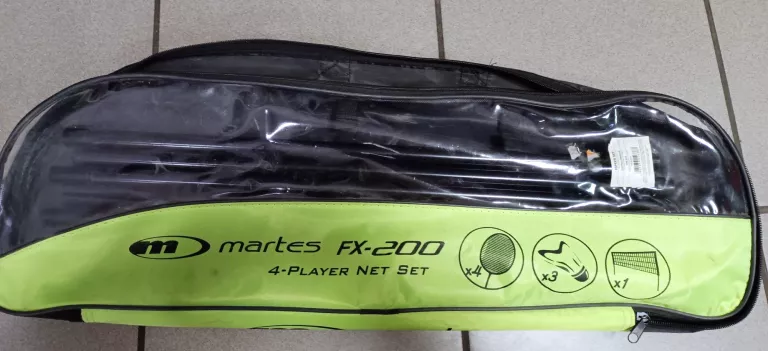 m martes FX-200
4-PLAYER NET SET
x4
x3
x1